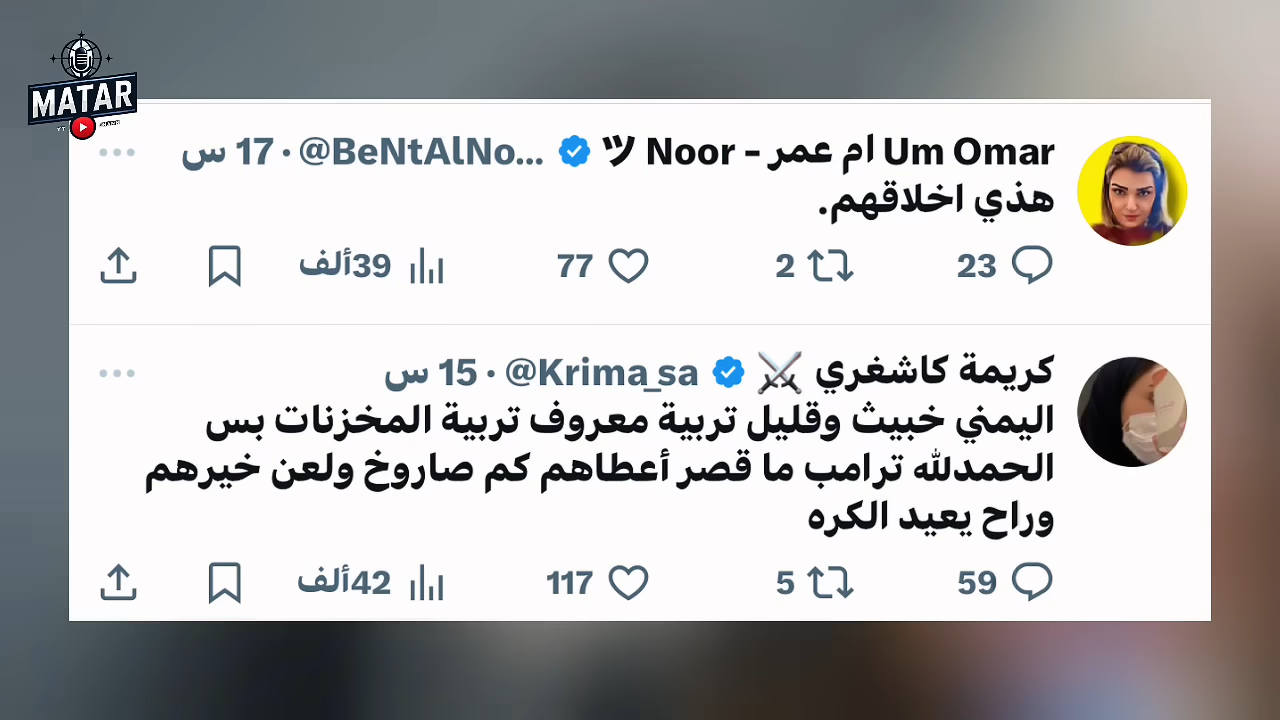 MATAR
Um Omar ام عمر - Noor ツ @BeNtAlNo... · 17 س
هذي اخلاقهم.
23 2 77 39ألف
كريمة كاشغري ⚔️ @Krima_sa · 15 س
اليمني خبيث وقليل تربية معروف تربية المخزنات بس
الحمدلله ترامب ما قصر أعطاهم كم صاروخ ولعن خيرهم
وراح يعيد الكره
59 5 117 42ألف